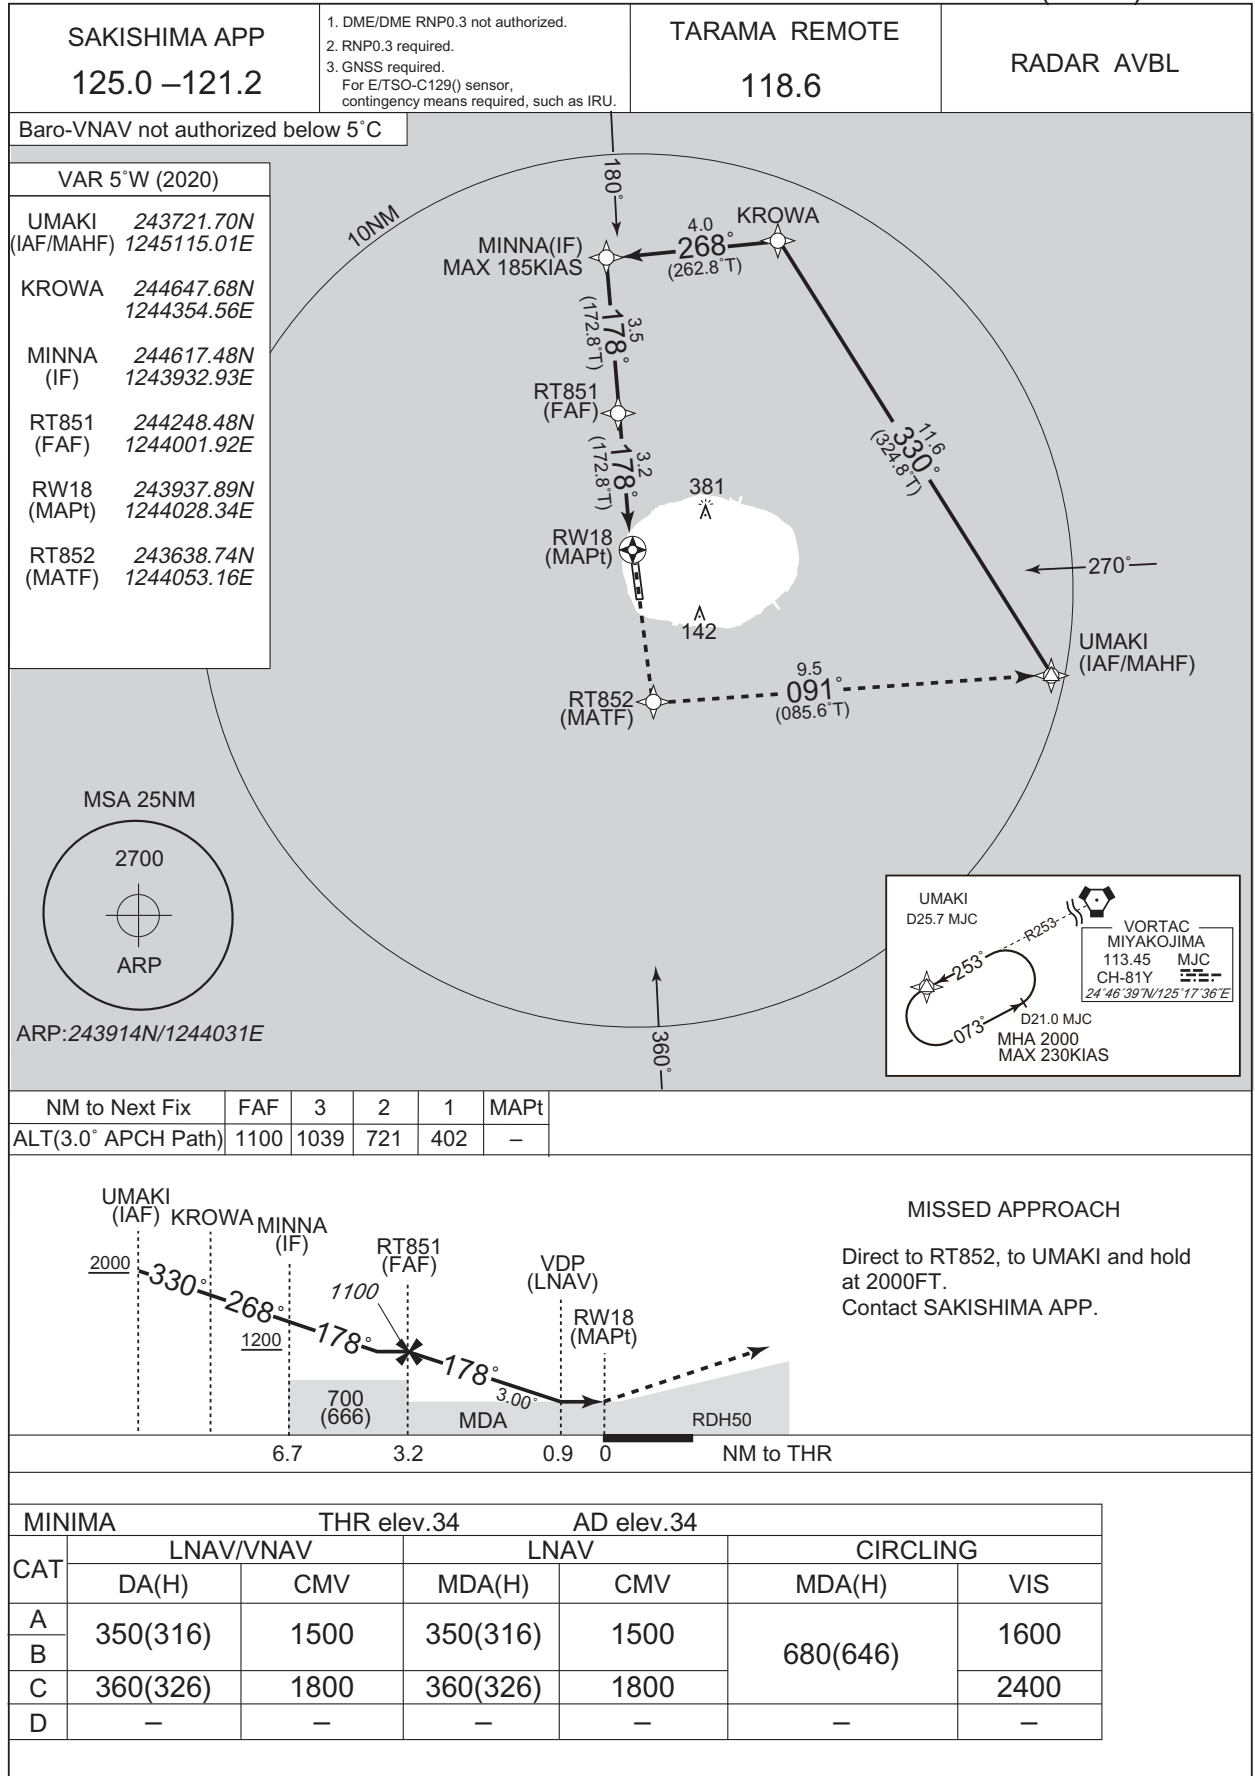 SAKISHIMA APP
125.0 –121.2
1. DME/DME RNP0.3 not authorized.
2. RNP0.3 required.
3. GNSS required.
For E/TSO-C129() sensor,
contingency means required, such as IRU.
TARAMA REMOTE
118.6
RADAR AVBL
Baro-VNAV not authorized below 5˚C
VAR 5˚W (2020)
UMAKI 243721.70N
(IAF/MAHF) 1245115.01E
KROWA 244647.68N
1244354.56E
MINNA 244617.48N
(IF) 1243932.93E
RT851 244248.48N
(FAF) 1244001.92E
RW18 243937.89N
(MAPt) 1244028.34E
RT852 243638.74N
(MATF) 1244053.16E
10NM
180˚
MINNA(IF)
MAX 185KIAS
4.0
268˚
(262.8˚T)
KROWA
3.5
178˚
(172.8˚T)
RT851
(FAF)
3.2
178˚
(172.8˚T)
11.6
330˚
(324.8˚T)
381
RW18
(MAPt)
270˚
142
UMAKI
(IAF/MAHF)
RT852
(MATF)
9.5
091˚
(085.6˚T)
MSA 25NM
2700
ARP
ARP:243914N/1244031E
360˚
UMAKI
D25.7 MJC
R253
253˚
073˚
D21.0 MJC
MHA 2000
MAX 230KIAS
VORTAC
MIYAKOJIMA
113.45 MJC
CH-81Y
24˚46´39˝N/125˚17´36˝E
NM to Next Fix FAF 3 2 1 MAPt
ALT(3.0˚ APCH Path) 1100 1039 721 402 –
UMAKI
(IAF)
KROWA
MINNA
(IF)
RT851
(FAF)
VDP
(LNAV)
RW18
(MAPt)
2000
330˚
268˚
1200
178˚
1100
178˚
3.00˚
700
(666)
MDA
RDH50
6.7 3.2 0.9 0 NM to THR
MISSED APPROACH
Direct to RT852, to UMAKI and hold
at 2000FT.
Contact SAKISHIMA APP.
MINIMA THR elev.34 AD elev.34
CAT LNAV/VNAV LNAV CIRCLING
DA(H) CMV MDA(H) CMV MDA(H) VIS
A
B
350(316) 1500 350(316) 1500 680(646) 1600
C 360(326) 1800 360(326) 1800 2400
D – – – – – –